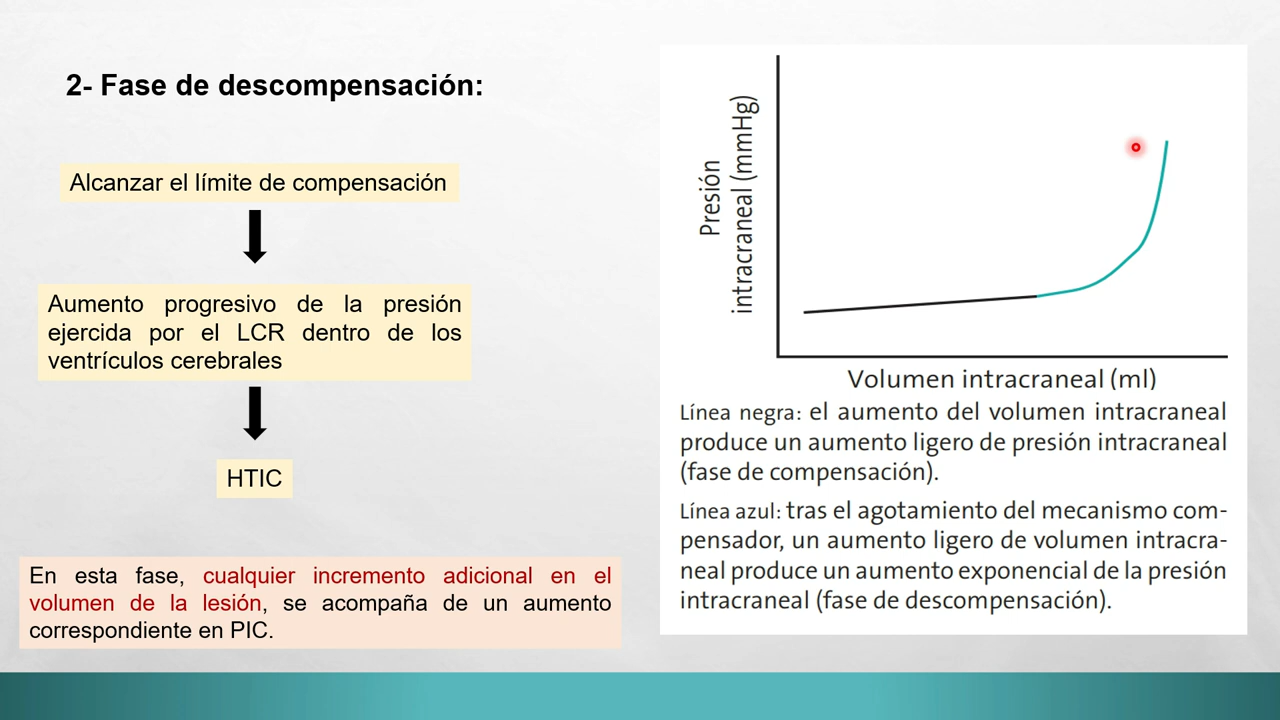 2- Fase de descompensación:
Alcanzar el límite de compensación
Aumento progresivo de la presión
ejercida por el LCR dentro de los
ventrículos cerebrales
HTIC
En esta fase, cualquier incremento adicional en el
volumen de la lesión, se acompaña de un aumento
correspondiente en PIC.
Presión
intracraneal (mmHg)
Volumen intracraneal (ml)
Línea negra: el aumento del volumen intracraneal
produce un aumento ligero de presión intracraneal
(fase de compensación).
Línea azul: tras el agotamiento del mecanismo com-
pensador, un aumento ligero de volumen intracra-
neal produce un aumento exponencial de la presión
intracraneal (fase de descompensación).